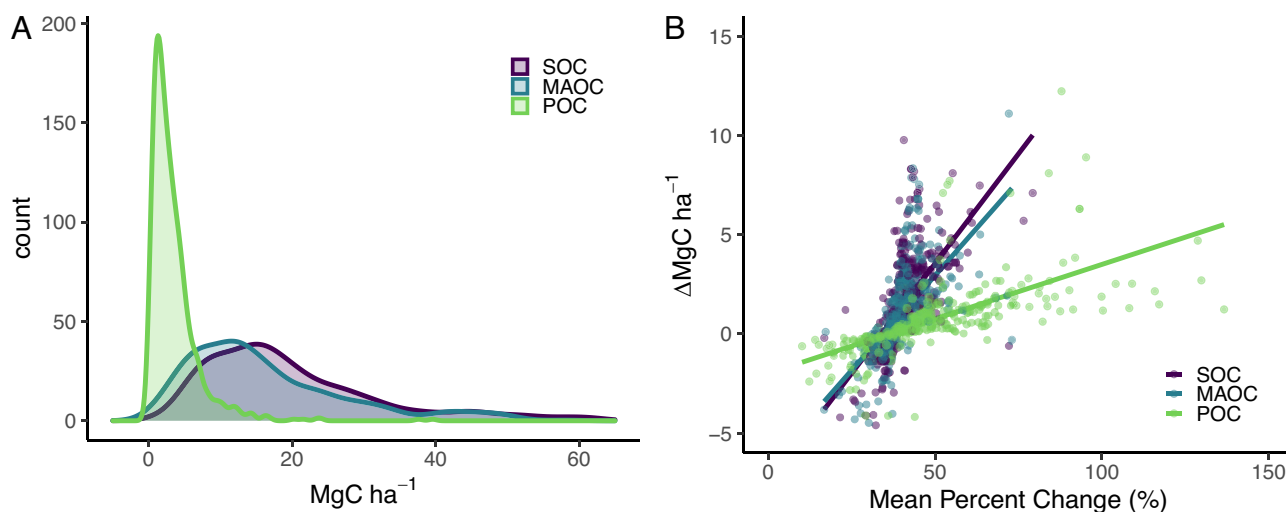 A
200
150
100
50
0
count
0 20 40 60
MgC ha⁻¹
SOC
MAOC
POC
B
15
10
5
0
−5
ΔMgC ha⁻¹
0 50 100 150
Mean Percent Change (%)
SOC
MAOC
POC